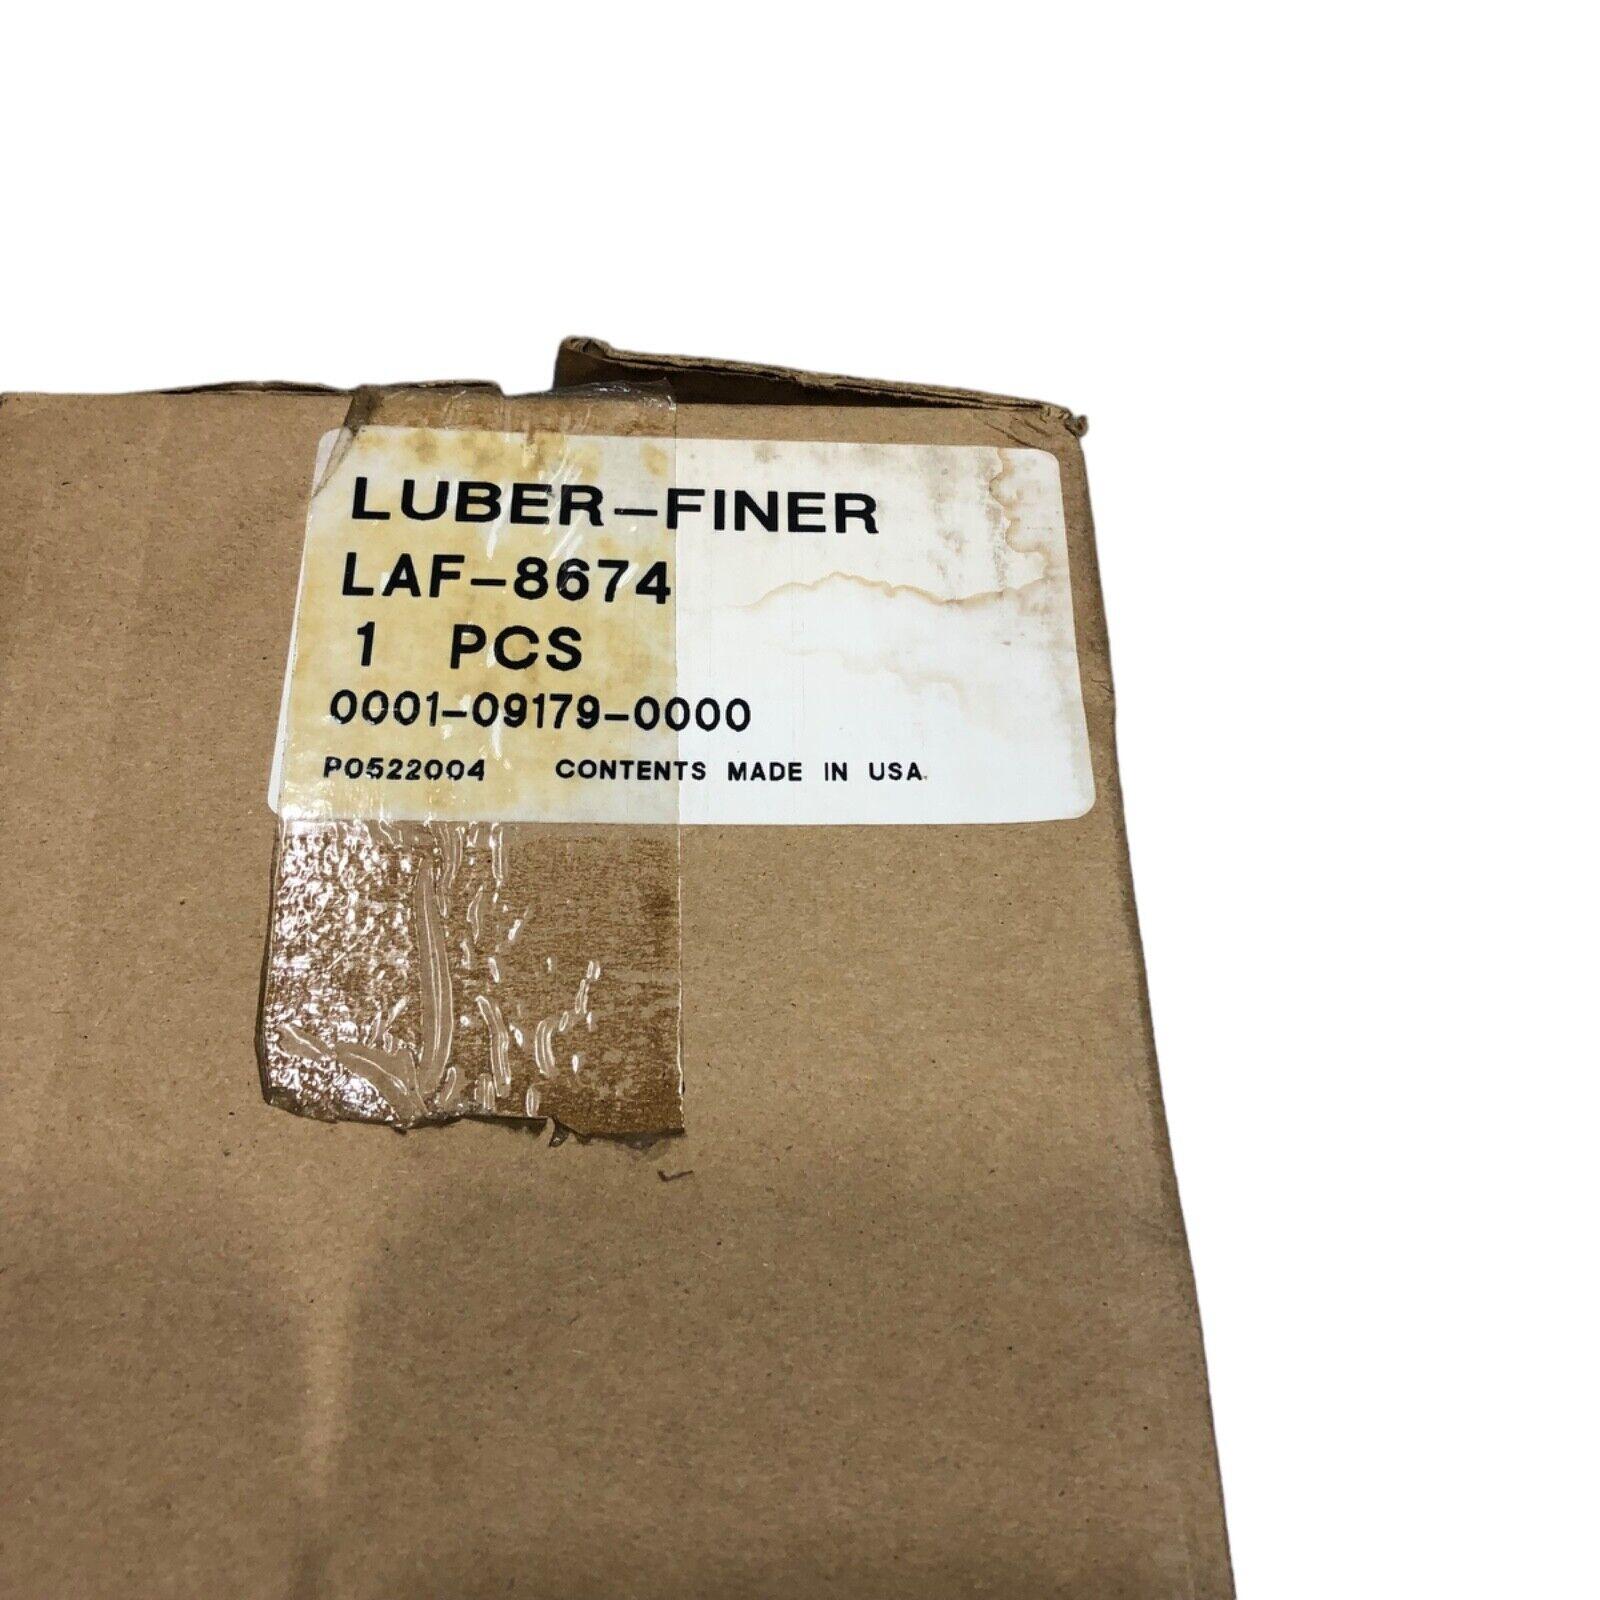 LUBER-FINER
LAF-8674
1 PCS
0001-09179-0000
P0522004 CONTENTS MADE IN USA.